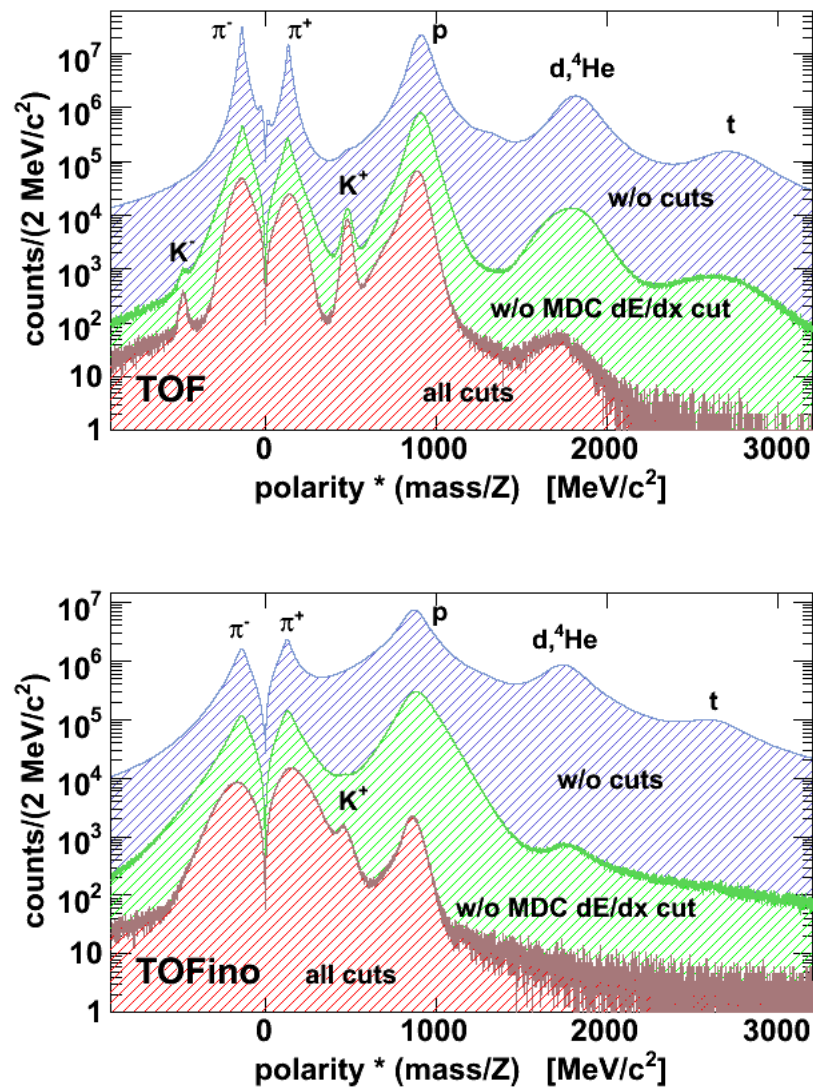 π⁻ π⁺ p
d,⁴He
t
K⁺
K⁻
w/o cuts
w/o MDC dE/dx cut
TOF all cuts
counts/(2 MeV/c²)
10⁷
10⁶
10⁵
10⁴
10³
10²
10
1
0 1000 2000 3000
polarity * (mass/Z) [MeV/c²]
π⁻ π⁺ p
d,⁴He
t
w/o cuts
K⁺
w/o MDC dE/dx cut
TOFino all cuts
counts/(2 MeV/c²)
10⁷
10⁶
10⁵
10⁴
10³
10²
10
1
0 1000 2000 3000
polarity * (mass/Z) [MeV/c²]